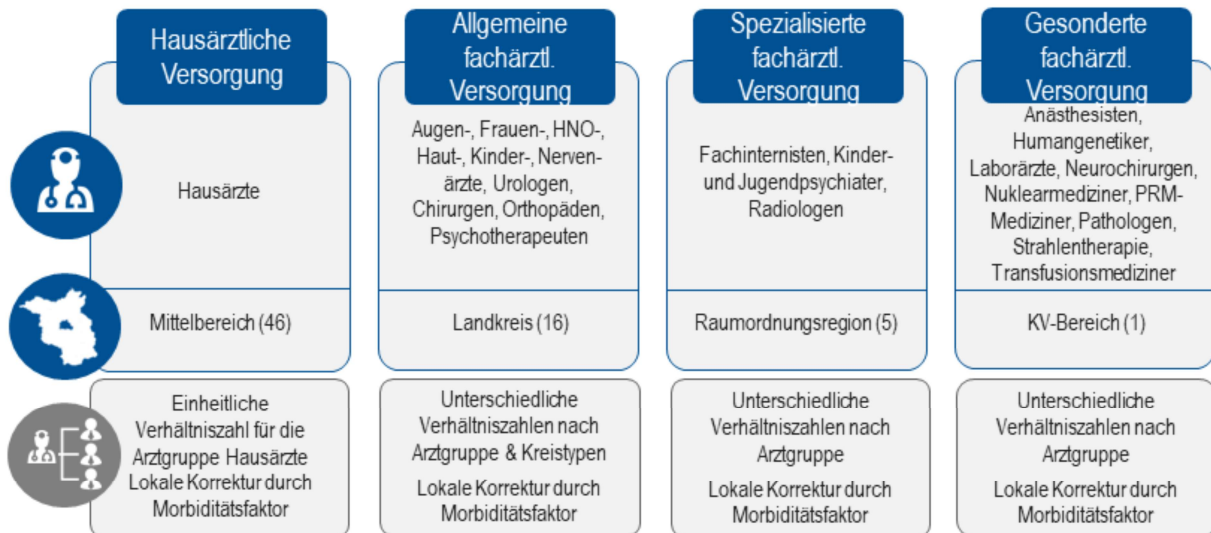 Hausärztliche
Versorgung
Hausärzte
Mittelbereich (46)
Einheitliche
Verhältniszahl für die
Arztgruppe Hausärzte
Lokale Korrektur durch
Morbiditätsfaktor
Allgemeine
fachärztl.
Versorgung
Augen-, Frauen-, HNO-,
Haut-, Kinder-, Nerven-
ärzte, Urologen,
Chirurgen, Orthopäden,
Psychotherapeuten
Landkreis (16)
Unterschiedliche
Verhältniszahlen nach
Arztgruppe & Kreistypen
Lokale Korrektur durch
Morbiditätsfaktor
Spezialisierte
fachärztl.
Versorgung
Fachinternisten, Kinder-
und Jugendpsychiater,
Radiologen
Raumordnungsregion (5)
Unterschiedliche
Verhältniszahlen nach
Arztgruppe
Lokale Korrektur durch
Morbiditätsfaktor
Gesonderte
fachärztl.
Versorgung
Anästhesisten,
Humangenetiker,
Laborärzte, Neurochirurgen,
Nuklearmediziner, PRM-
Mediziner, Pathologen,
Strahlentherapie,
Transfusionsmediziner
KV-Bereich (1)
Unterschiedliche
Verhältniszahlen nach
Arztgruppe
Lokale Korrektur durch
Morbiditätsfaktor